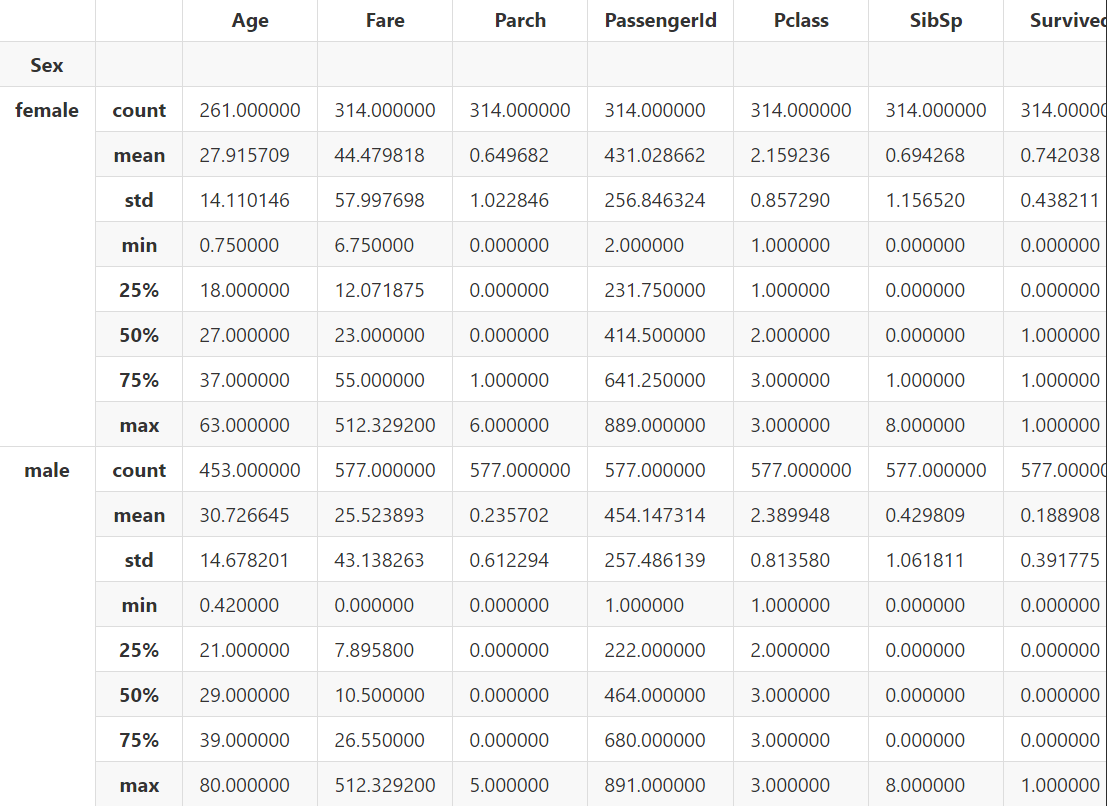 Age Fare Parch PassengerId Pclass SibSp Survived
Sex
female count 261.000000 314.000000 314.000000 314.000000 314.000000 314.000000 314.00000
mean 27.915709 44.479818 0.649682 431.028662 2.159236 0.694268 0.742038
std 14.110146 57.997698 1.022846 256.846324 0.857290 1.156520 0.438211
min 0.750000 6.750000 0.000000 2.000000 1.000000 0.000000 0.000000
25% 18.000000 12.071875 0.000000 231.750000 1.000000 0.000000 0.000000
50% 27.000000 23.000000 0.000000 414.500000 2.000000 0.000000 1.000000
75% 37.000000 55.000000 1.000000 641.250000 3.000000 1.000000 1.000000
max 63.000000 512.329200 6.000000 889.000000 3.000000 8.000000 1.000000
male count 453.000000 577.000000 577.000000 577.000000 577.000000 577.000000 577.00000
mean 30.726645 25.523893 0.235702 454.147314 2.389948 0.429809 0.188908
std 14.678201 43.138263 0.612294 257.486139 0.813580 1.061811 0.391775
min 0.420000 0.000000 0.000000 1.000000 1.000000 0.000000 0.000000
25% 21.000000 7.895800 0.000000 222.000000 2.000000 0.000000 0.000000
50% 29.000000 10.500000 0.000000 464.000000 3.000000 0.000000 0.000000
75% 39.000000 26.550000 0.000000 680.000000 3.000000 0.000000 0.000000
max 80.000000 512.329200 5.000000 891.000000 3.000000 8.000000 1.000000